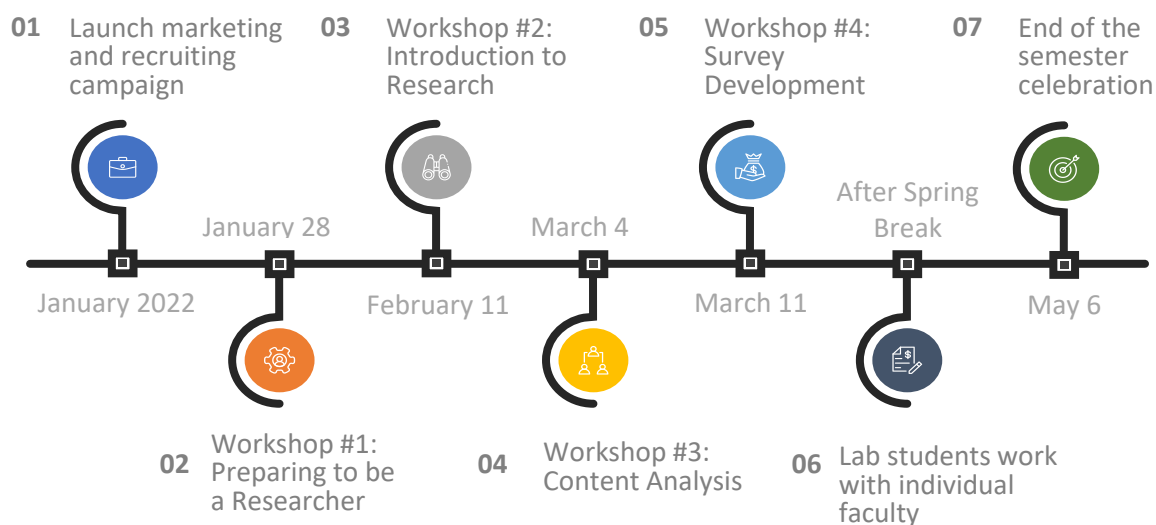 01 Launch marketing
and recruiting
campaign
03 Workshop #2:
Introduction to
Research
05 Workshop #4:
Survey
Development
07 End of the
semester
celebration
January 28
March 4
After Spring
Break
January 2022
February 11
March 11
May 6
02 Workshop #1:
Preparing to be
a Researcher
04 Workshop #3:
Content Analysis
06 Lab students work
with individual
faculty